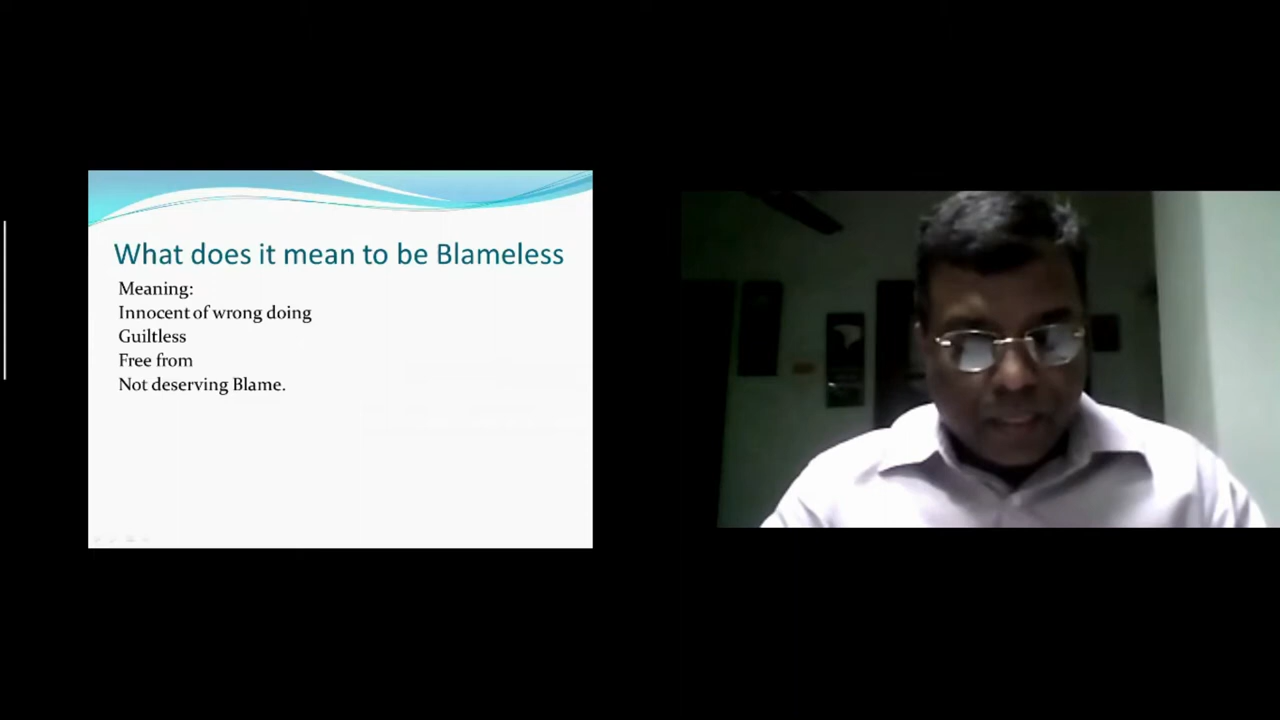 What does it mean to be Blameless
Meaning:
Innocent of wrong doing
Guiltless
Free from
Not deserving Blame.